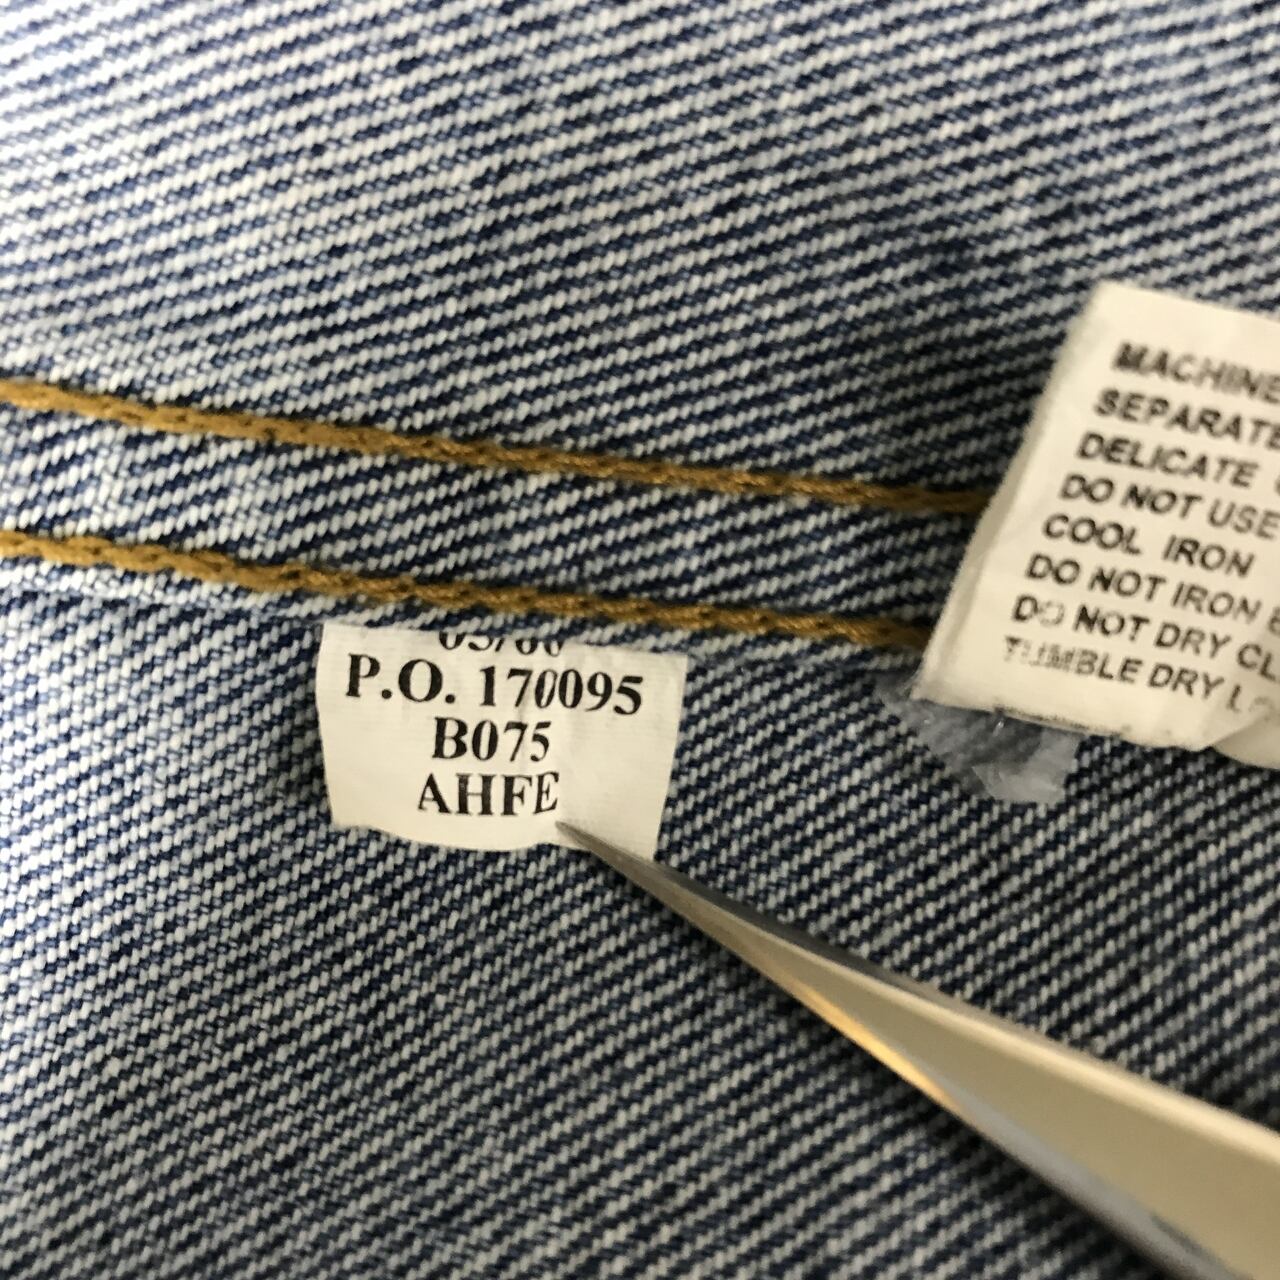 P.O. 170095
B075
AHFE
MACHINE
SEPARATE
DELICATE
DO NOT USE
COOL IRON
DO NOT IRON
DO NOT DRY CL
TUMBLE DRY